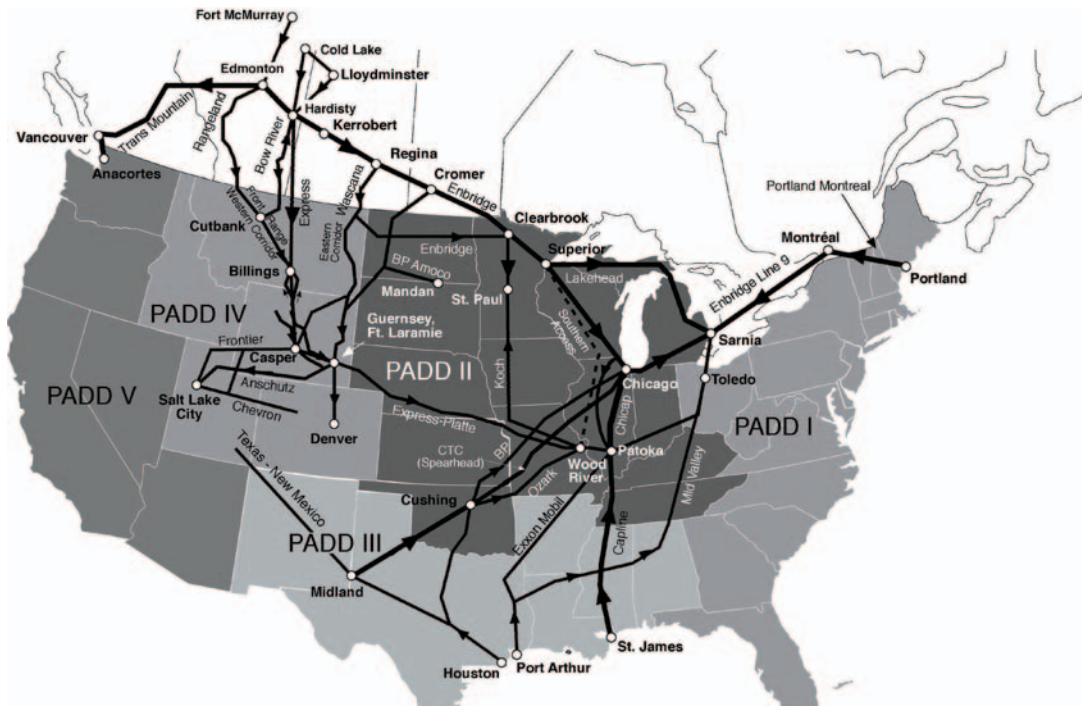 Fort McMurray
Cold Lake
Edmonton
Lloydminster
Hardisty
Kerrobert
Vancouver
Trans Mountain
Rangeland
Bow River
Regina
Anacortes
Cromer
Wascana
Enbridge
Portland Montreal
Express
Clearbrook
Cutbank
Front Range
Western Corridor
Eastern
Corridor
Enbridge
Superior
Montréal
Billings
BP Amoco
Lakehead
Enbridge Line 9
Portland
Mandan
St. Paul
PADD IV
Guernsey,
Ft. Laramie
Southern
Access
Sarnia
Frontier
Casper
PADD II
Koch
Chicago
Toledo
PADD V
Anschutz
Salt Lake
City
Chevron
Express-Platte
Chicap
PADD I
Denver
CTC
(Spearhead)
BP
Wood
River
Patoka
Texas - New Mexico
Cushing
Ozark
Mid Valley
PADD III
Exxon Mobil
Capline
Midland
St. James
Houston
Port Arthur